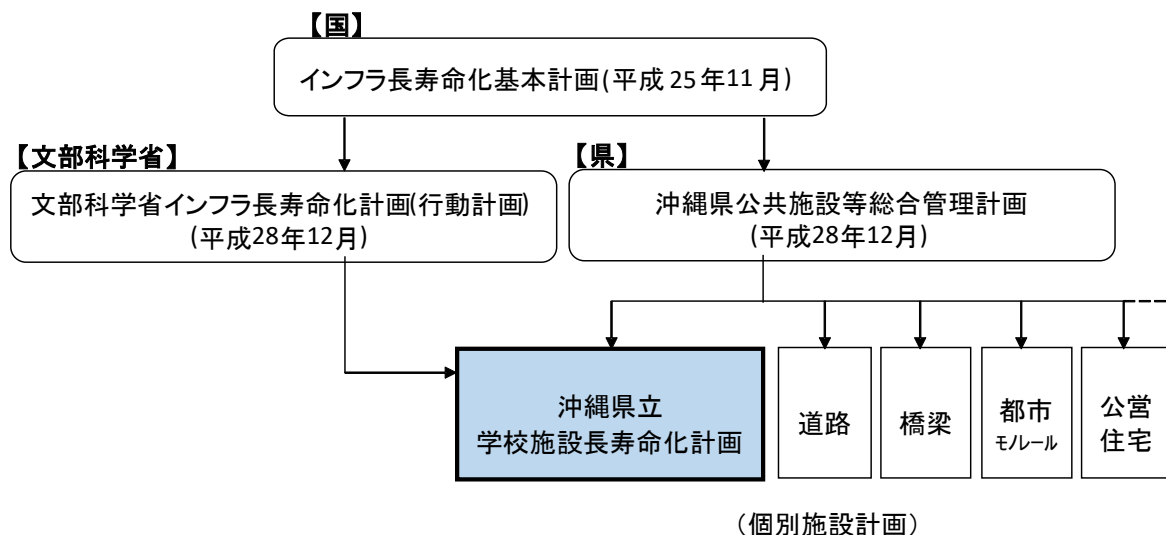 【国】
インフラ長寿命化基本計画(平成 25年11月)
【文部科学省】
文部科学省インフラ長寿命化計画(行動計画)
(平成28年12月)
【県】
沖縄県公共施設等総合管理計画
(平成28年12月)
沖縄県立
学校施設長寿命化計画
道路
橋梁
都市
モノレール
公営
住宅
(個別施設計画)